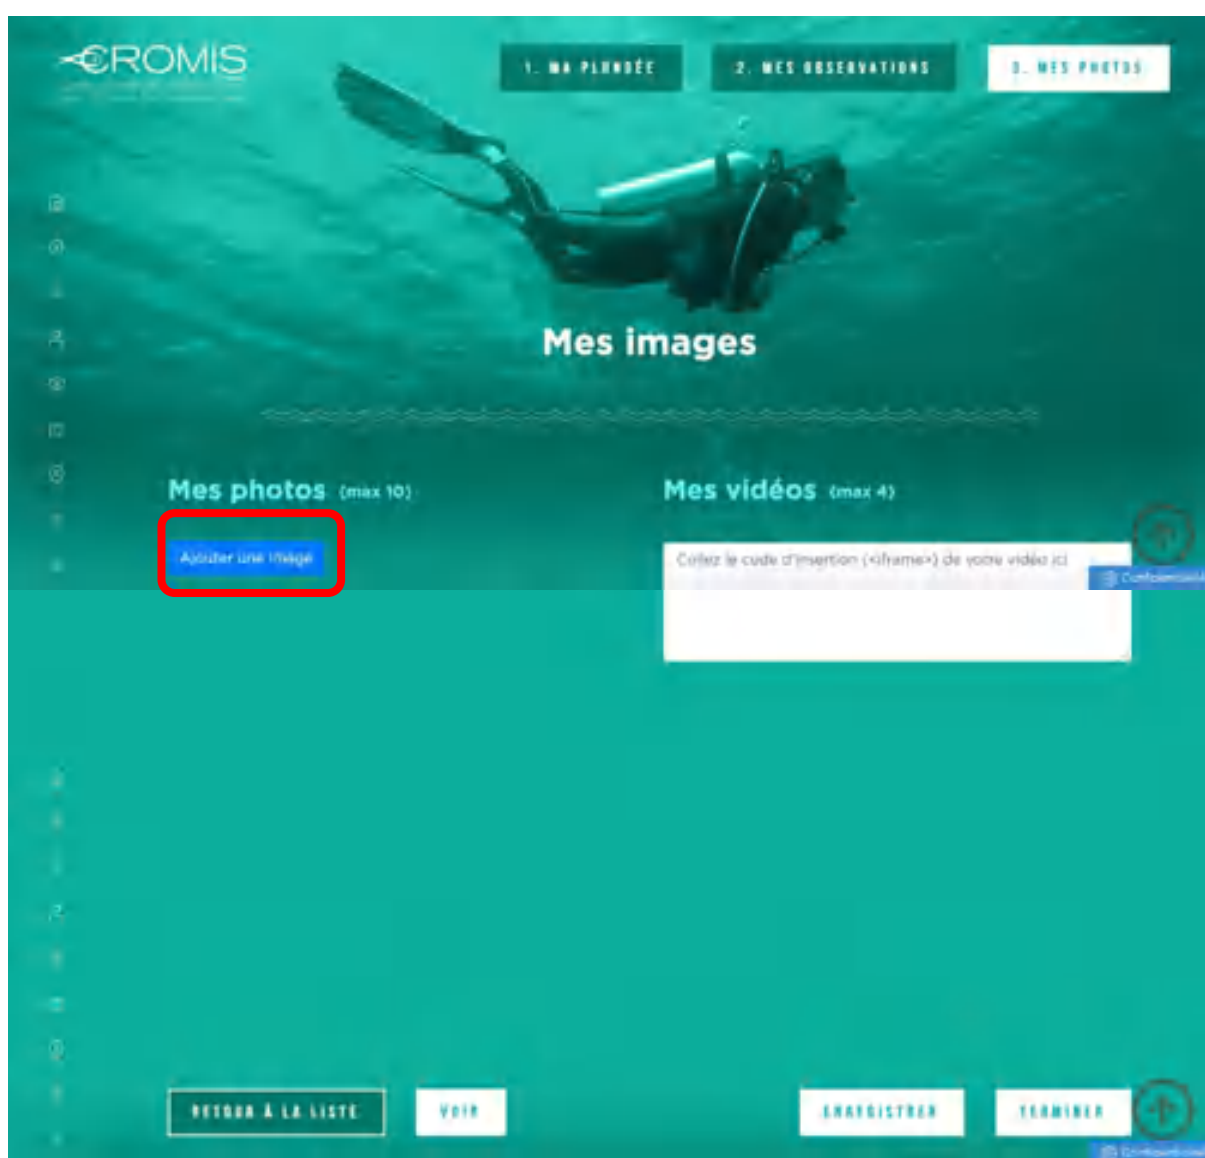 CROMIS
1. MA PLONGÉE
2. MES OBSERVATIONS
3. MES PHOTOS
Mes images
Mes photos (max 10)
Mes vidéos (max 4)
Ajouter une image
Collez le code d'insertion (<iframe>) de votre vidéo ici
Confidentialité
RETOUR À LA LISTE
VOIR
ENREGISTRER
TERMINER
Confidentialité